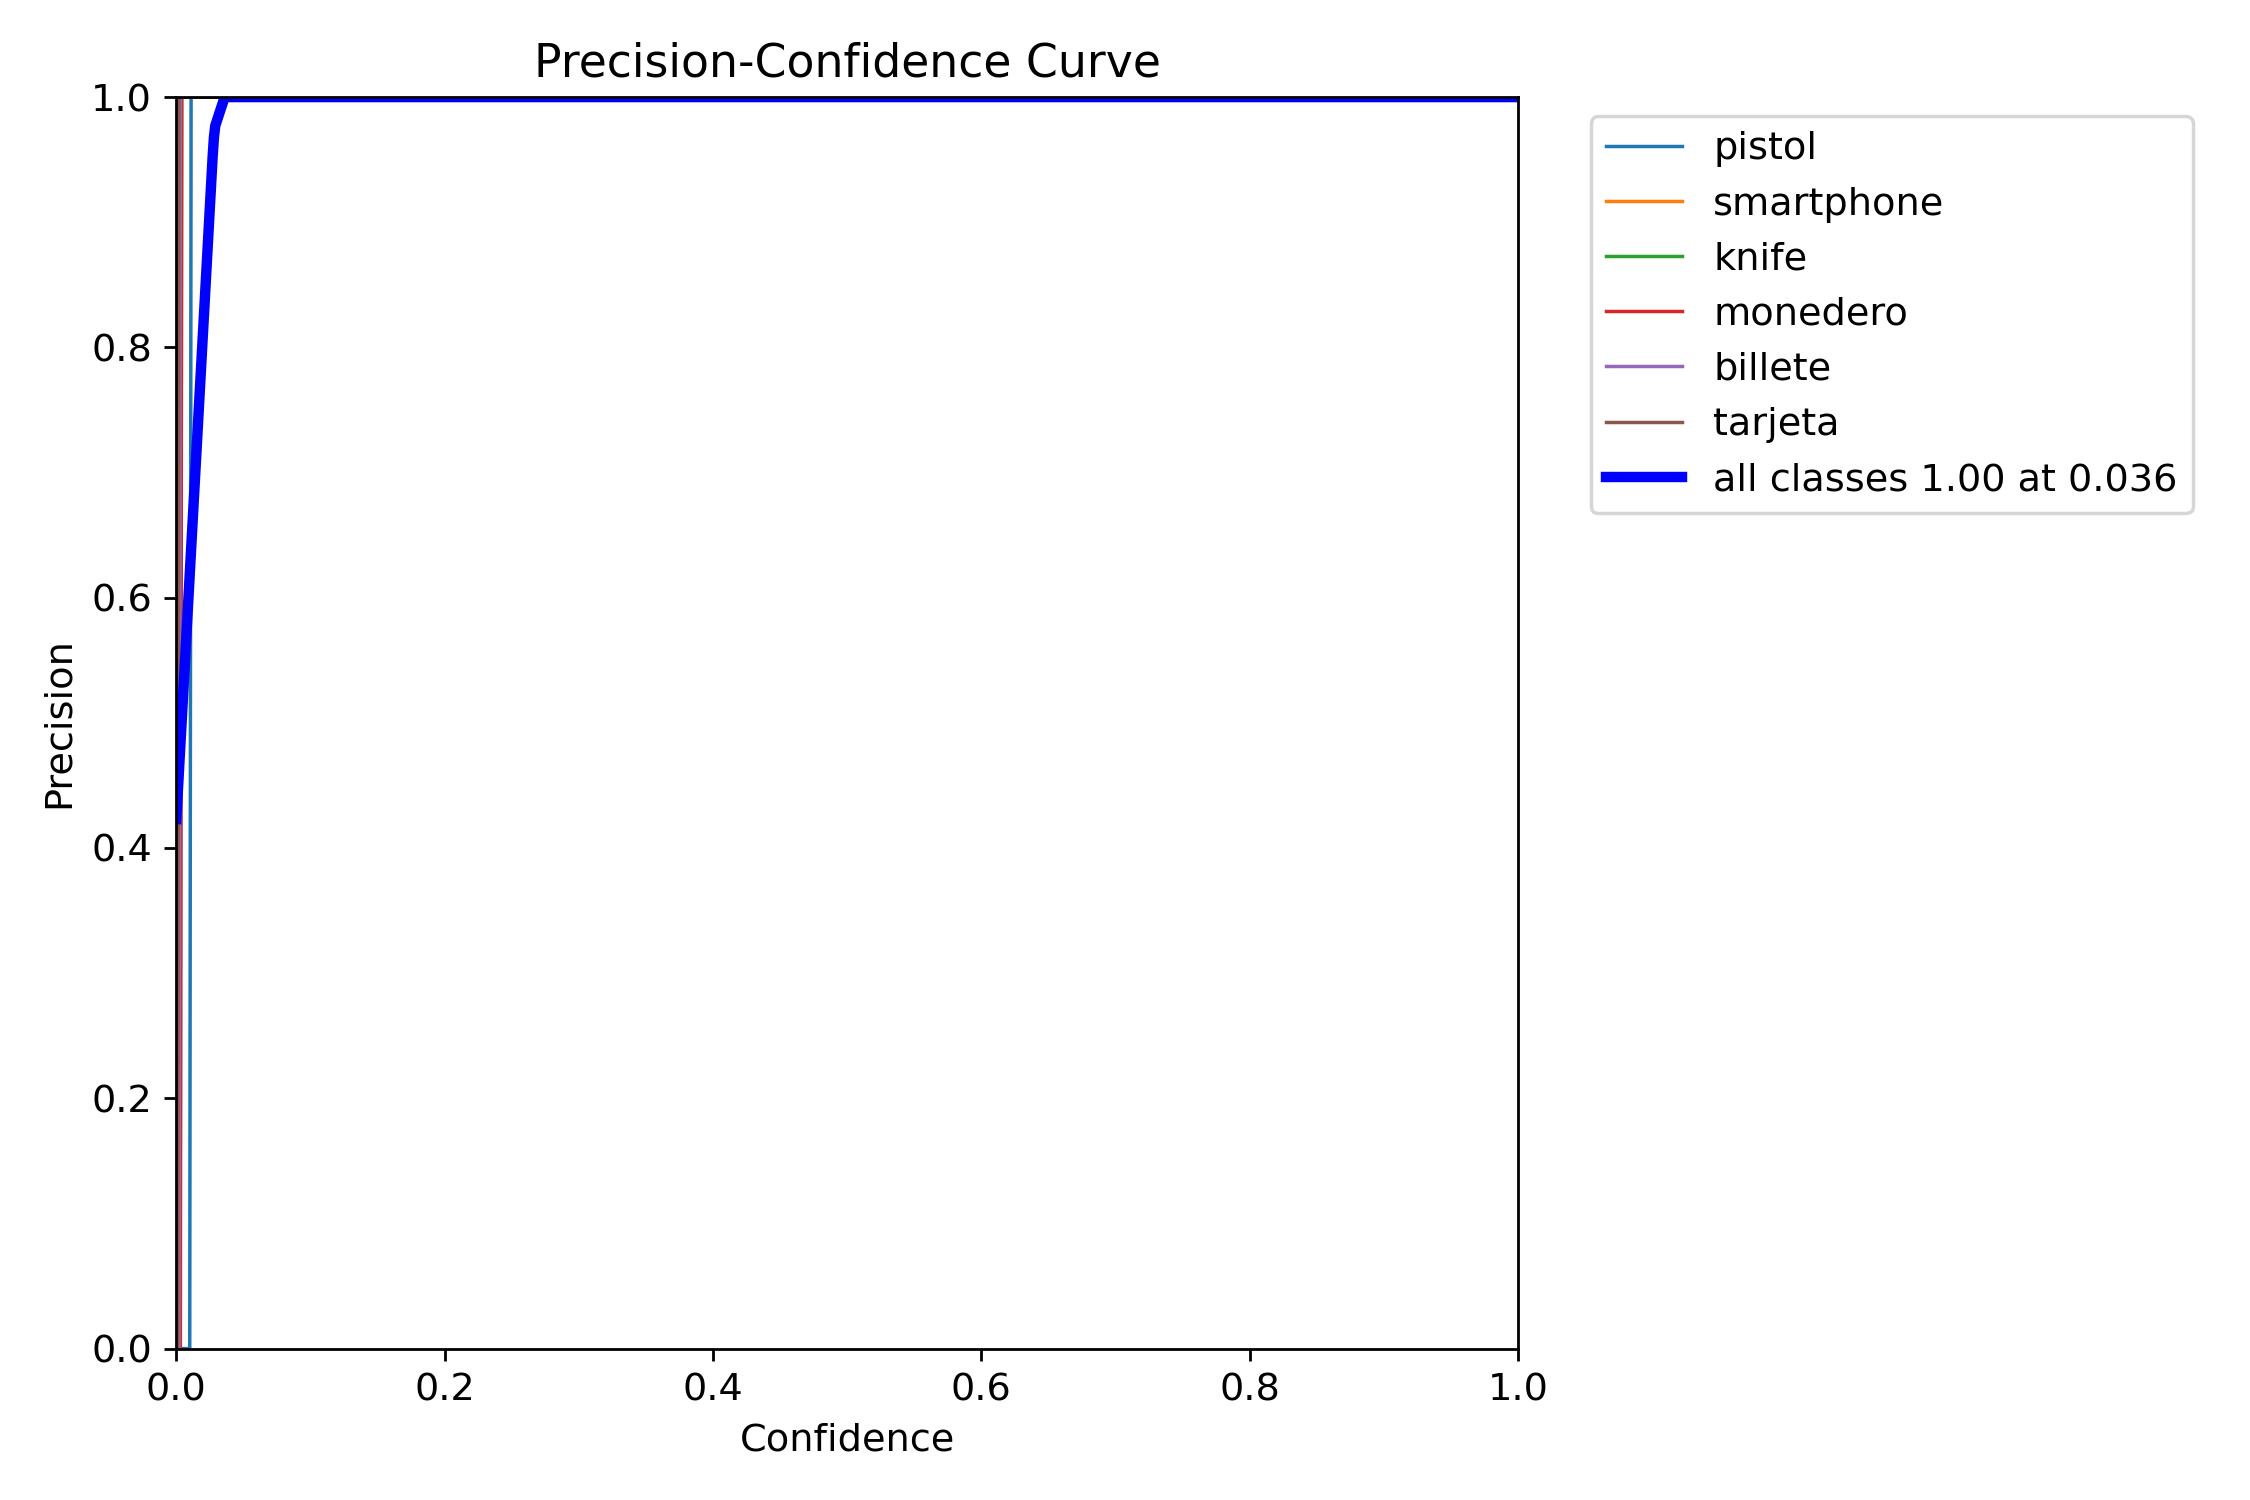 Precision-Confidence Curve
1.0
0.8
0.6
0.4
0.2
0.0
Precision
0.0 0.2 0.4 0.6 0.8 1.0
Confidence
pistol
smartphone
knife
monedero
billete
tarjeta
all classes 1.00 at 0.036